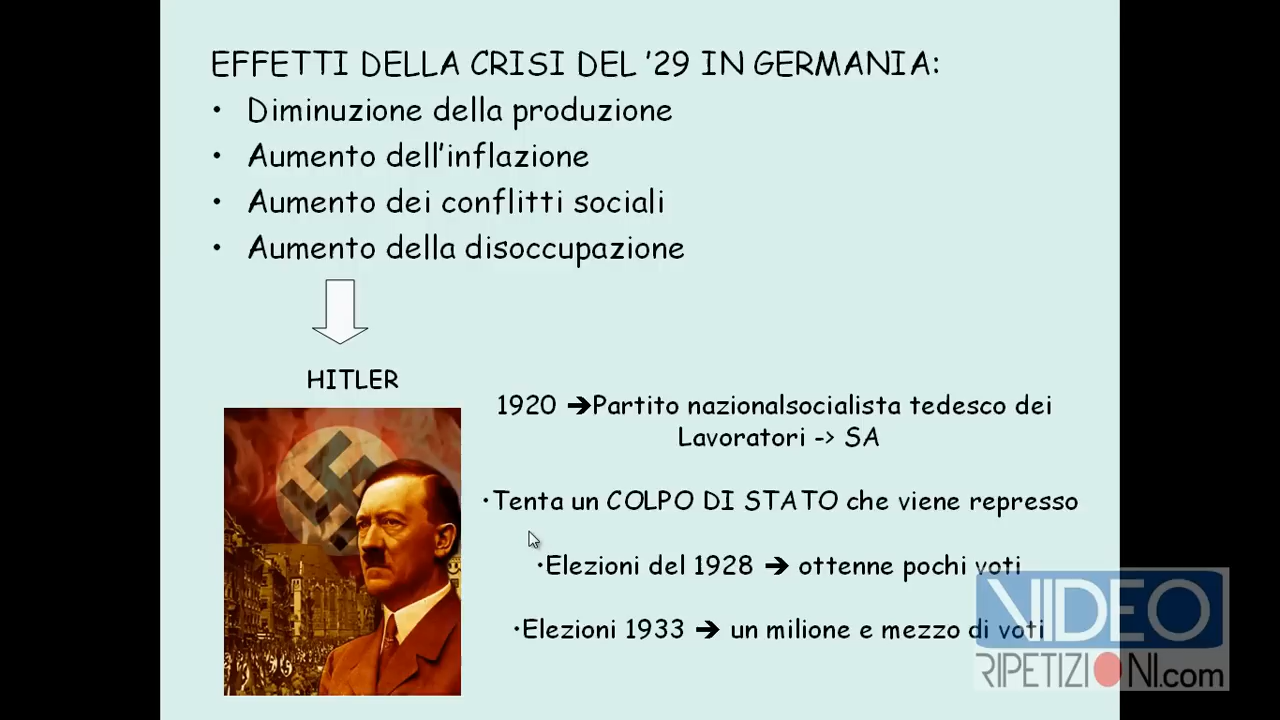 EFFETTI DELLA CRISI DEL '29 IN GERMANIA:
• Diminuzione della produzione
• Aumento dell'inflazione
• Aumento dei conflitti sociali
• Aumento della disoccupazione
HITLER
1920 ➔Partito nazionalsocialista tedesco dei
Lavoratori -> SA
•Tenta un COLPO DI STATO che viene represso
•Elezioni del 1928 ➔ ottenne pochi voti
•Elezioni 1933 ➔ un milione e mezzo di voti
VIDEO
RIPETIZIONI.com